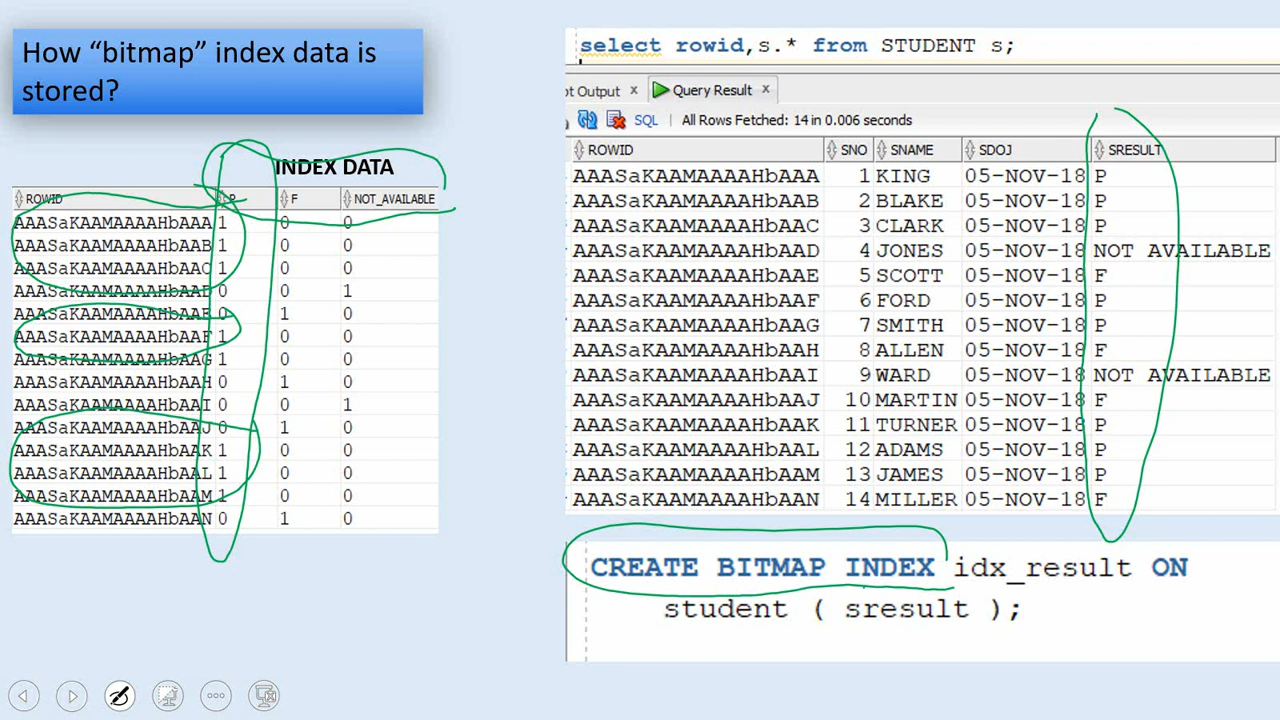 How “bitmap” index data is
stored?
INDEX DATA
ROWID P F NOT_AVAILABLE
AAASaKAAMAAAAHbAAA 1 0 0
AAASaKAAMAAAAHbAAB 1 0 0
AAASaKAAMAAAAHbAAC 1 0 0
AAASaKAAMAAAAHbAAD 0 0 1
AAASaKAAMAAAAHbAAE 0 1 0
AAASaKAAMAAAAHbAAF 1 0 0
AAASaKAAMAAAAHbAAG 1 0 0
AAASaKAAMAAAAHbAAH 0 1 0
AAASaKAAMAAAAHbAAI 0 0 1
AAASaKAAMAAAAHbAAJ 0 1 0
AAASaKAAMAAAAHbAAK 1 0 0
AAASaKAAMAAAAHbAAL 1 0 0
AAASaKAAMAAAAHbAAM 1 0 0
AAASaKAAMAAAAHbAAN 0 1 0
select rowid,s.* from STUDENT s;
pt Output x Query Result x
SQL | All Rows Fetched: 14 in 0.006 seconds
ROWID SNO SNAME SDOJ SRESULT
AAASaKAAMAAAAHbAAA 1 KING 05-NOV-18 P
AAASaKAAMAAAAHbAAB 2 BLAKE 05-NOV-18 P
AAASaKAAMAAAAHbAAC 3 CLARK 05-NOV-18 P
AAASaKAAMAAAAHbAAD 4 JONES 05-NOV-18 NOT AVAILABLE
AAASaKAAMAAAAHbAAE 5 SCOTT 05-NOV-18 F
AAASaKAAMAAAAHbAAF 6 FORD 05-NOV-18 P
AAASaKAAMAAAAHbAAG 7 SMITH 05-NOV-18 P
AAASaKAAMAAAAHbAAH 8 ALLEN 05-NOV-18 F
AAASaKAAMAAAAHbAAI 9 WARD 05-NOV-18 NOT AVAILABLE
AAASaKAAMAAAAHbAAJ 10 MARTIN 05-NOV-18 F
AAASaKAAMAAAAHbAAK 11 TURNER 05-NOV-18 P
AAASaKAAMAAAAHbAAL 12 ADAMS 05-NOV-18 P
AAASaKAAMAAAAHbAAM 13 JAMES 05-NOV-18 P
AAASaKAAMAAAAHbAAN 14 MILLER 05-NOV-18 F
CREATE BITMAP INDEX idx_result ON
student ( sresult );